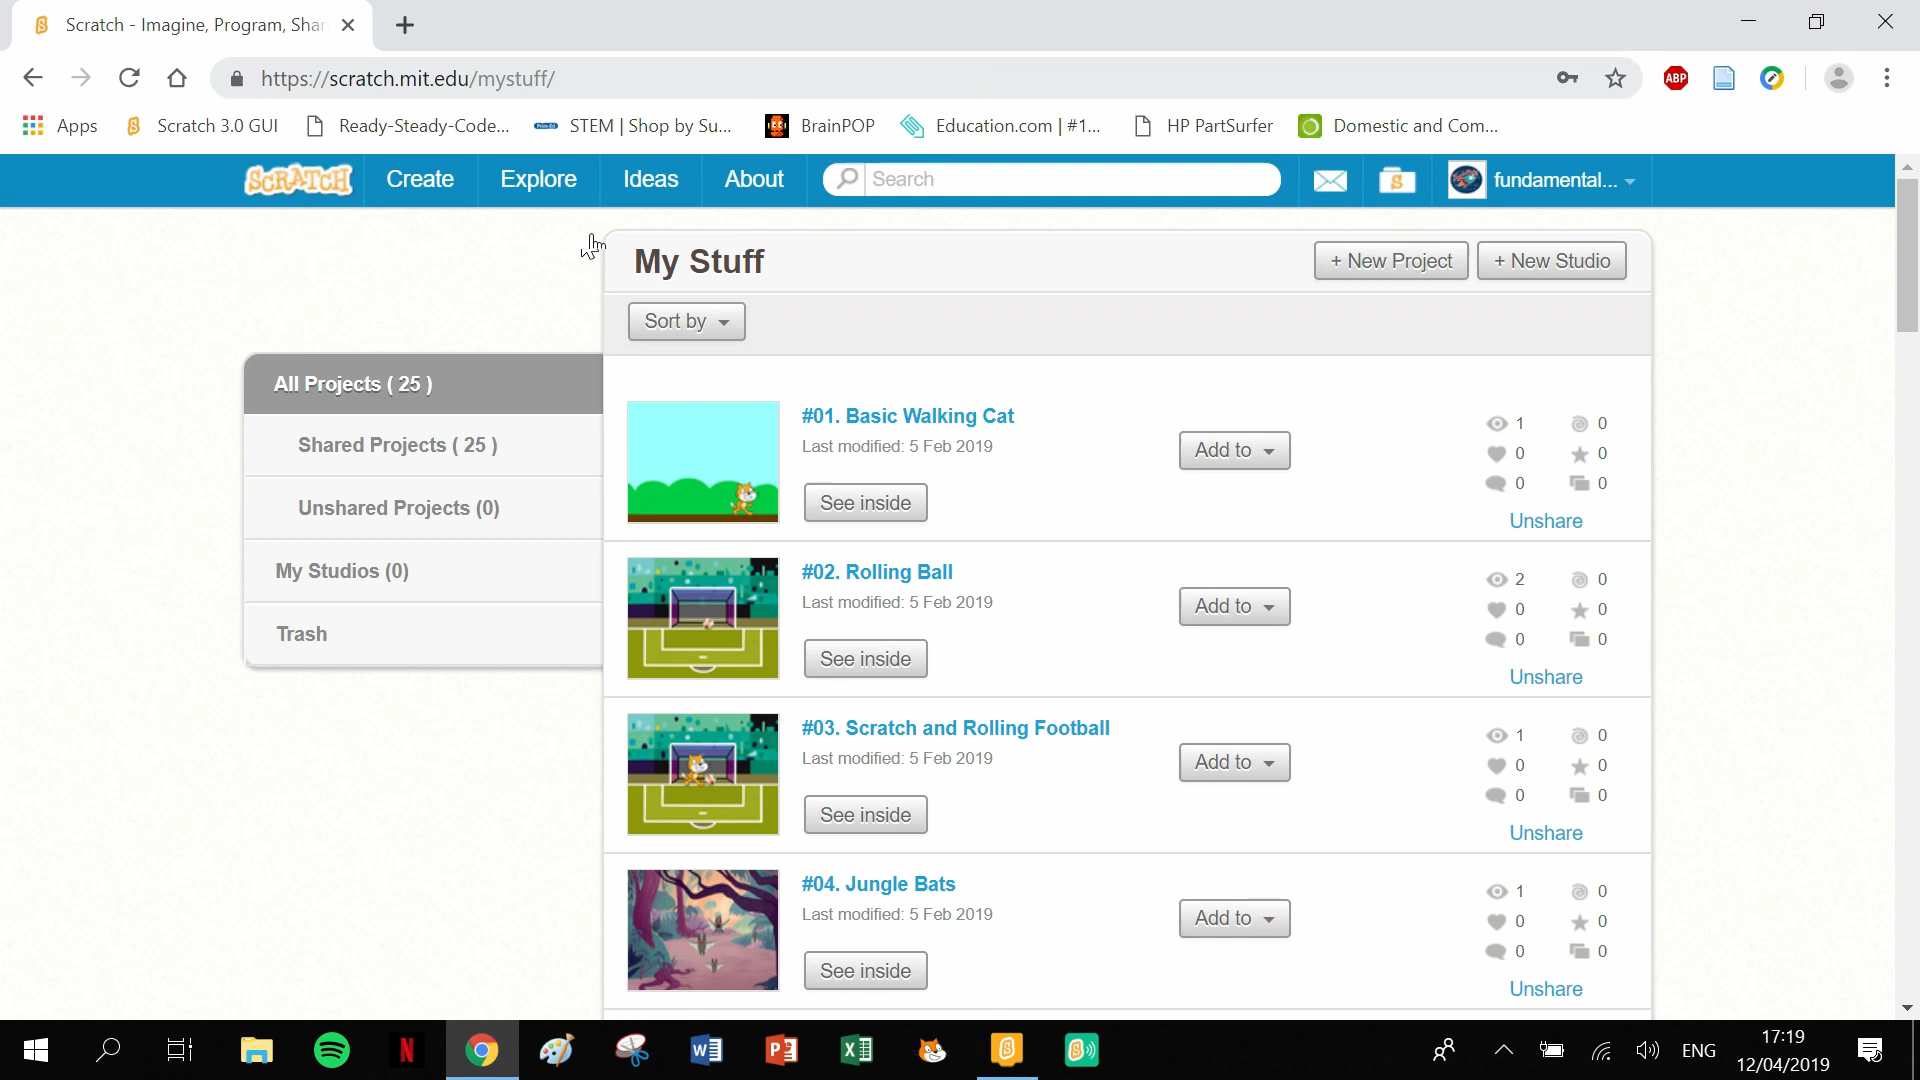 Scratch - Imagine, Program, Shar
https://scratch.mit.edu/mystuff/
ABP
Apps
Scratch 3.0 GUI
Ready-Steady-Code...
STEM | Shop by Su...
BrainPOP
Education.com | #1...
HP PartSurfer
Domestic and Com...
SCRATCH
Create
Explore
Ideas
About
Search
fundamental...
My Stuff
+ New Project
+ New Studio
Sort by
All Projects ( 25 )
Shared Projects ( 25 )
Unshared Projects (0)
My Studios (0)
Trash
#01. Basic Walking Cat
Last modified: 5 Feb 2019
See inside
Add to
1 0
0 0
0 0
Unshare
#02. Rolling Ball
Last modified: 5 Feb 2019
See inside
Add to
2 0
0 0
0 0
Unshare
#03. Scratch and Rolling Football
Last modified: 5 Feb 2019
See inside
Add to
1 0
0 0
0 0
Unshare
#04. Jungle Bats
Last modified: 5 Feb 2019
See inside
Add to
1 0
0 0
0 0
Unshare
ENG
17:19
12/04/2019